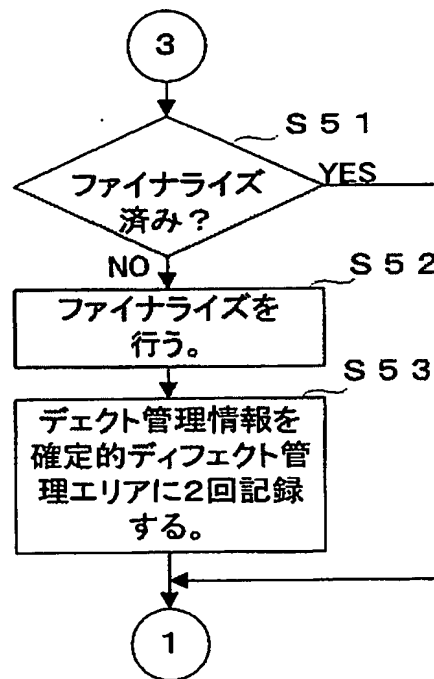 3
S51
ファイナライズ
済み？
YES
NO
S52
ファイナライズを
行う。
S53
デェクト管理情報を
確定的ディフェクト管
理エリアに2回記録
する。
1